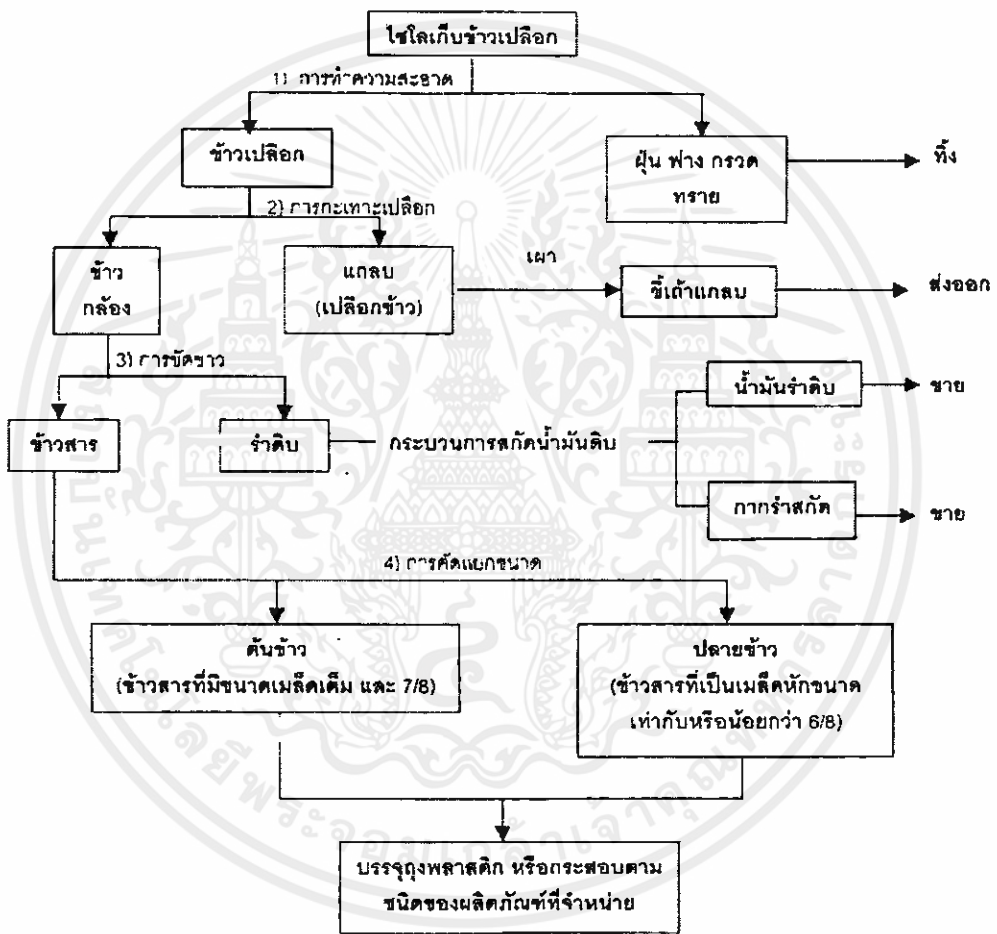 ไซโลเก็บข้าวเปลือก
1) การทำความสะอาด
ข้าวเปลือก
ฝุ่น ฟาง กรวด
ทราย
ทิ้ง
2) การกะเทาะเปลือก
ข้าว
กล้อง
แกลบ
(เปลือกข้าว)
เผา
ขี้เถ้าแกลบ
ส่งออก
3) การขัดขาว
ข้าวสาร
รำดิบ
กระบวนการสกัดน้ำมันดิบ
น้ำมันรำดิบ
ขาย
กากรำสกัด
ขาย
4) การคัดแยกขนาด
ต้นข้าว
(ข้าวสารที่มีขนาดเมล็ดเต็ม และ 7/8)
ปลายข้าว
(ข้าวสารที่เป็นเมล็ดหักขนาด
เท่ากับหรือน้อยกว่า 6/8)
บรรจุถุงพลาสติก หรือกระสอบตาม
ชนิดของผลิตภัณฑ์ที่จำหน่าย